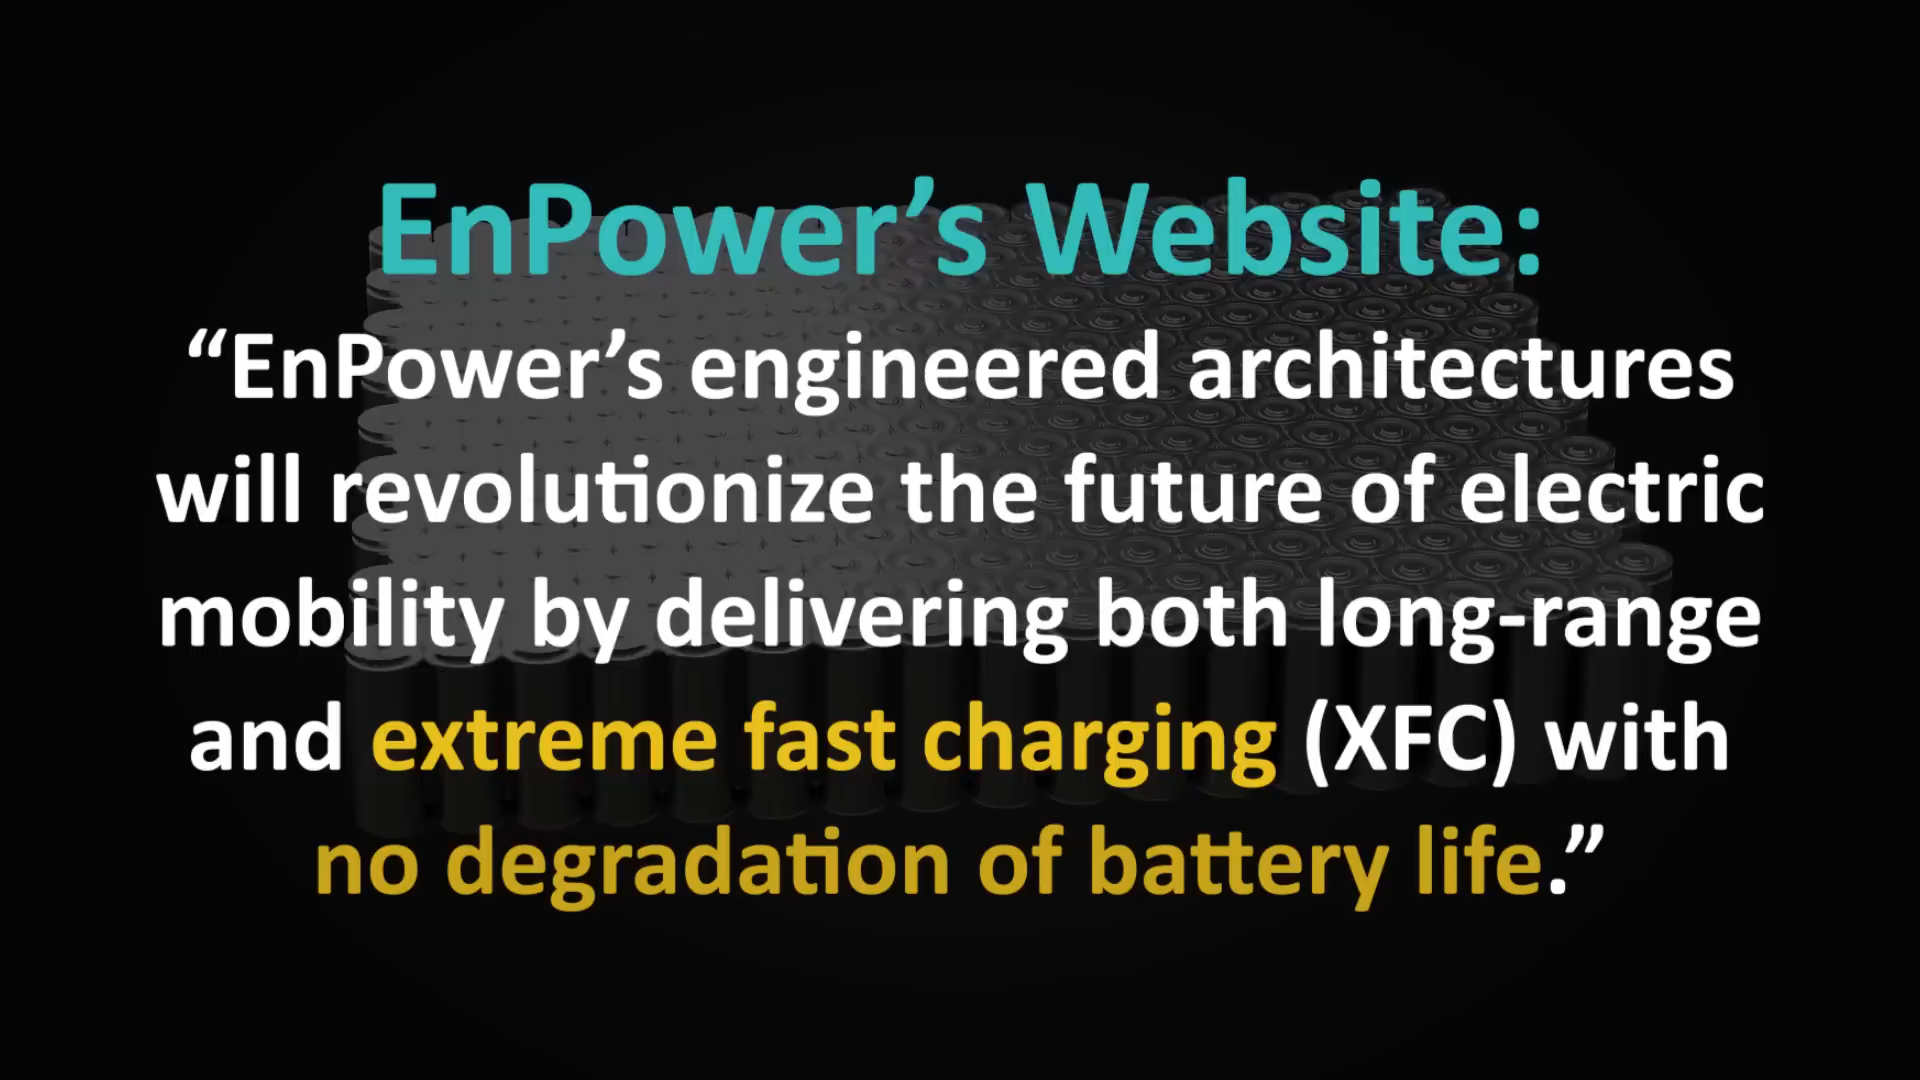 EnPower’s Website:
“EnPower’s engineered architectures
will revolutionize the future of electric
mobility by delivering both long-range
and extreme fast charging (XFC) with
no degradation of battery life.”